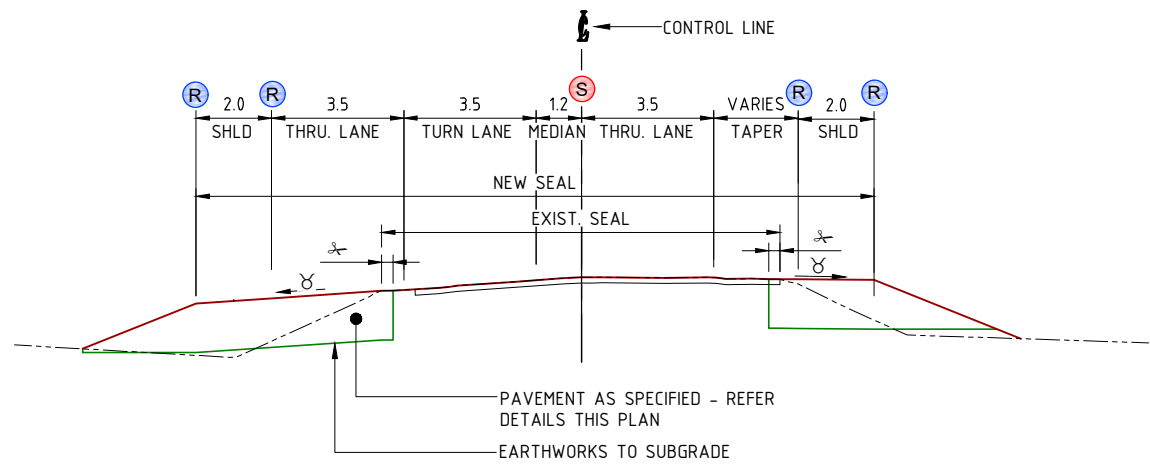 CONTROL LINE
R R S R R
2.0 3.5 3.5 1.2 3.5 VARIES 2.0
SHLD THRU. LANE TURN LANE MEDIAN THRU. LANE TAPER SHLD
NEW SEAL
EXIST. SEAL
PAVEMENT AS SPECIFIED - REFER
DETAILS THIS PLAN
EARTHWORKS TO SUBGRADE